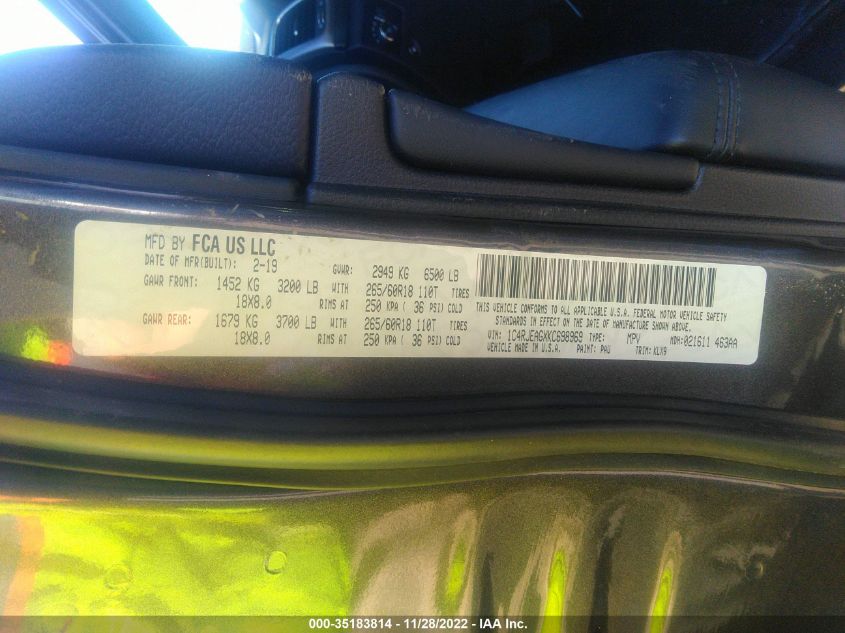 MFD BY FCA US LLC
DATE OF MFR(BUILT): 2-19 GVWR: 2949 KG 6500 LB
GAWR FRONT: 1452 KG 3200 LB WITH 265/60R18 110T TIRES
18X8.0 RIMS AT 250 KPA ( 36 PSI) COLD
GAWR REAR: 1679 KG 3700 LB WITH 265/60R18 110T TIRES
18X8.0 RIMS AT 250 KPA ( 36 PSI) COLD
THIS VEHICLE CONFORMS TO ALL APPLICABLE U.S.A. FEDERAL MOTOR VEHICLE SAFETY
STANDARDS IN EFFECT ON THE DATE OF MANUFACTURE SHOWN ABOVE.
VIN: 1C4RJEAGXKC698969 TYPE: MPV MDH:021611 463AA
VEHICLE MADE IN U.S.A. PAINT: PAU TRIM: KLX9
000-35183814 - 11/28/2022 - IAA Inc.